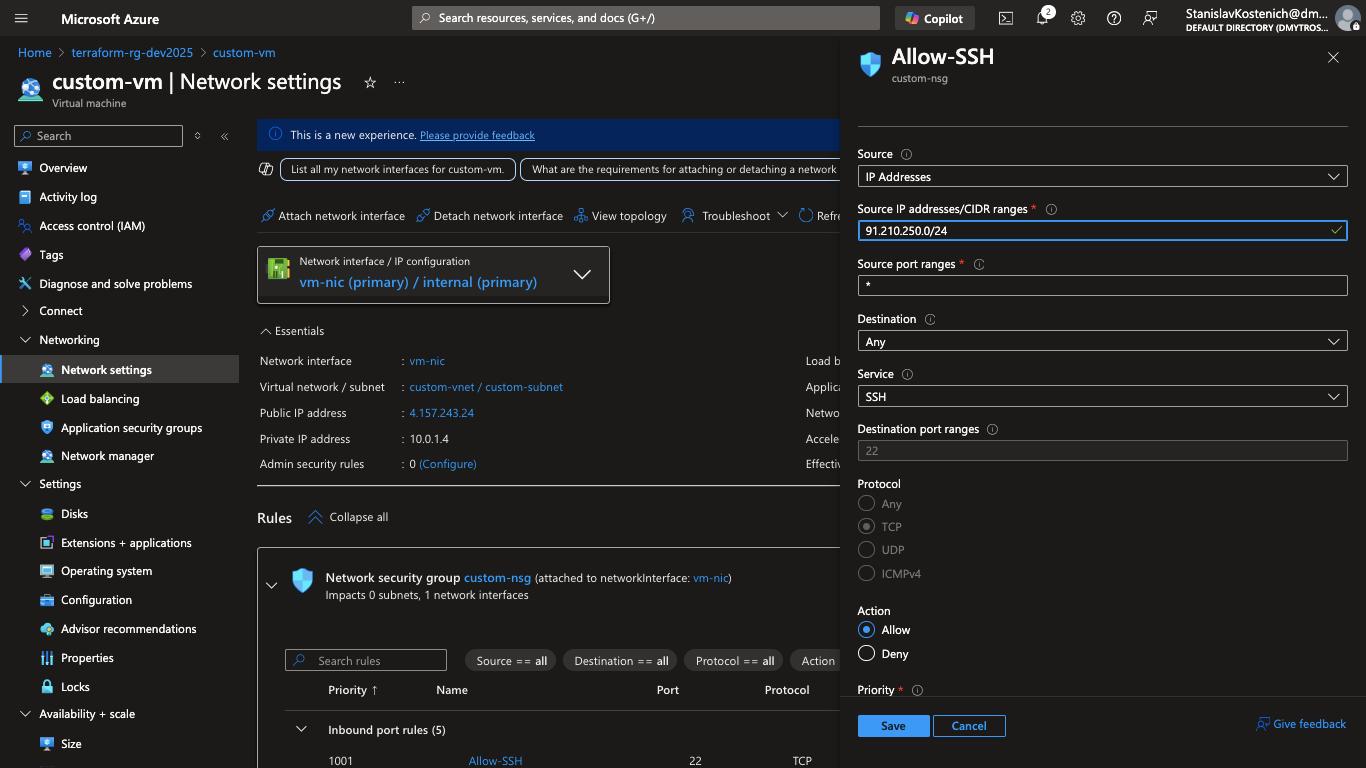 Microsoft Azure
Search resources, services, and docs (G+/)
Copilot
2
StanislavKostenich@dm...
DEFAULT DIRECTORY (DMYTROS...
Home > terraform-rg-dev2025 > custom-vm
custom-vm | Network settings
Virtual machine
Search
Overview
Activity log
Access control (IAM)
Tags
Diagnose and solve problems
Connect
Networking
Network settings
Load balancing
Application security groups
Network manager
Settings
Disks
Extensions + applications
Operating system
Configuration
Advisor recommendations
Properties
Locks
Availability + scale
Size
This is a new experience. Please provide feedback
List all my network interfaces for custom-vm.
What are the requirements for attaching or detaching a network
Attach network interface
Detach network interface
View topology
Troubleshoot
Refre
Network interface / IP configuration
vm-nic (primary) / internal (primary)
Essentials
Network interface : vm-nic
Virtual network / subnet : custom-vnet / custom-subnet
Public IP address : 4.157.243.24
Private IP address : 10.0.1.4
Admin security rules : 0 (Configure)
Load b
Applica
Netwo
Accele
Effectiv
Rules
Collapse all
Network security group custom-nsg (attached to networkInterface: vm-nic)
Impacts 0 subnets, 1 network interfaces
Search rules
Source == all
Destination == all
Protocol == all
Action
Priority ↑ Name Port Protocol
Inbound port rules (5)
1001 Allow-SSH 22 TCP
Allow-SSH
custom-nsg
Source
IP Addresses
Source IP addresses/CIDR ranges *
91.210.250.0/24
Source port ranges *
*
Destination
Any
Service
SSH
Destination port ranges
22
Protocol
Any
TCP
UDP
ICMPv4
Action
Allow
Deny
Priority *
Save
Cancel
Give feedback